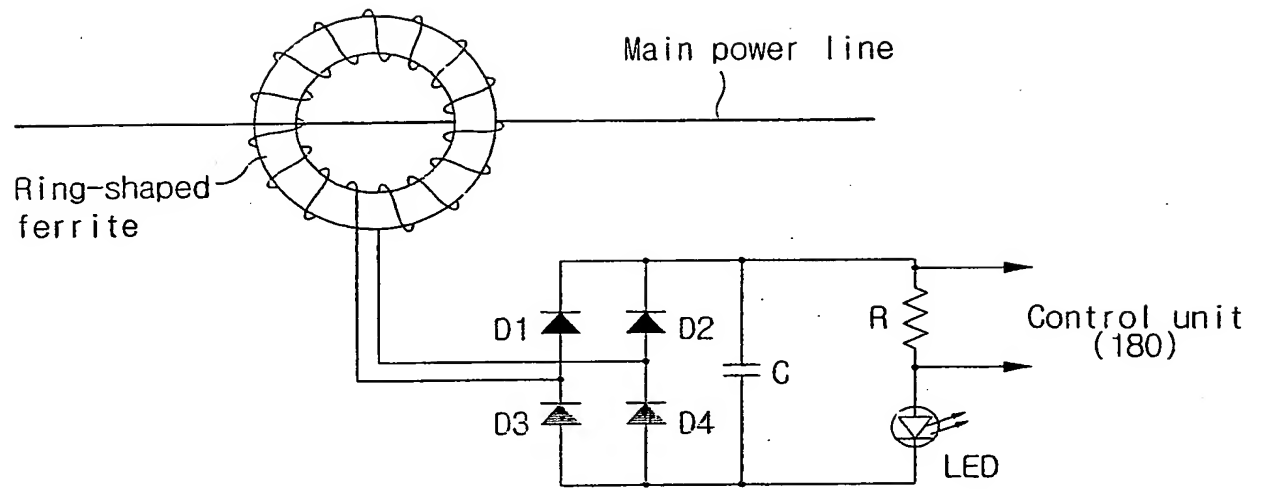 Main power line
Ring-shaped
ferrite
D1
D2
R
Control unit
(180)
C
D3
D4
LED